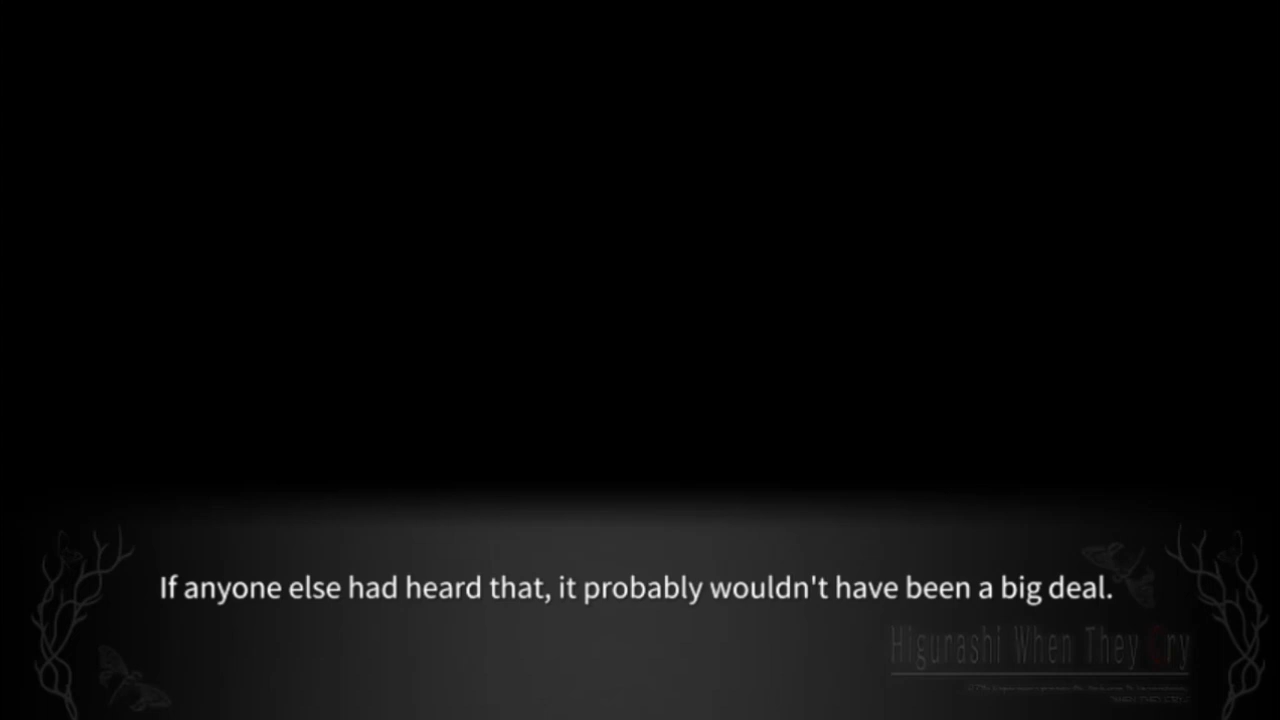 If anyone else had heard that, it probably wouldn't have been a big deal.
Higurashi When They Cry